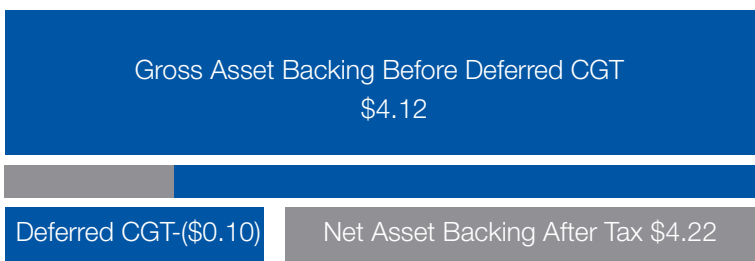 Gross Asset Backing Before Deferred CGT
$4.12
Deferred CGT-($0.10)
Net Asset Backing After Tax $4.22